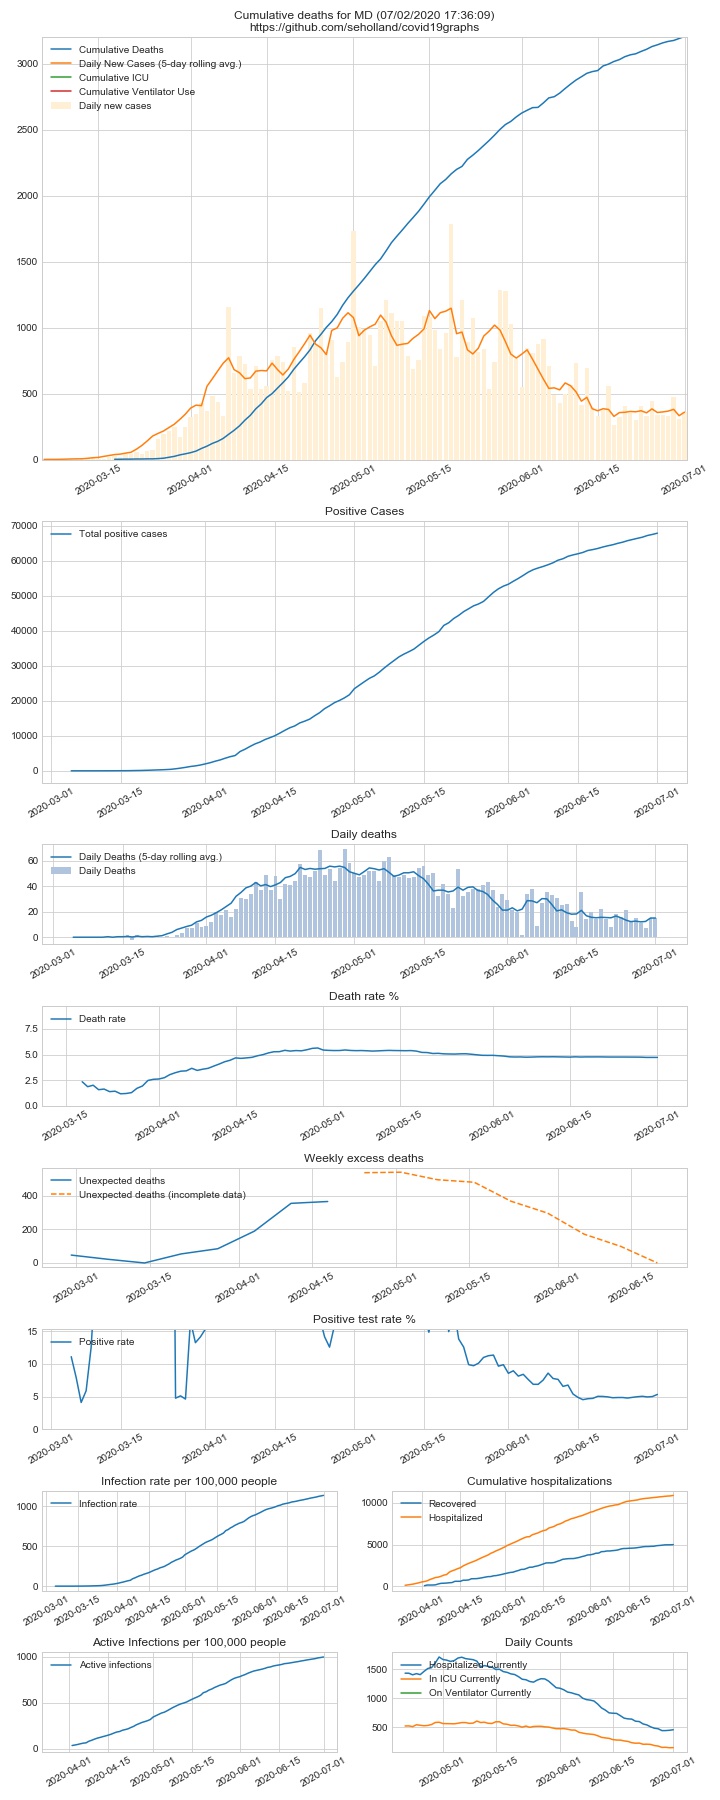 Cumulative deaths for MD (07/02/2020 17:36:09)
https://github.com/seholland/covid19graphs
Cumulative Deaths
Daily New Cases (5-day rolling avg.)
Cumulative ICU
Cumulative Ventilator Use
Daily new cases
3000
2500
2000
1500
1000
500
0
2020-03-15 2020-04-01 2020-04-15 2020-05-01 2020-05-15 2020-06-01 2020-06-15 2020-07-01
Positive Cases
Total positive cases
70000
60000
50000
40000
30000
20000
10000
0
2020-03-01 2020-03-15 2020-04-01 2020-04-15 2020-05-01 2020-05-15 2020-06-01 2020-06-15 2020-07-01
Daily deaths
Daily Deaths (5-day rolling avg.)
Daily Deaths
60
40
20
0
2020-03-01 2020-03-15 2020-04-01 2020-04-15 2020-05-01 2020-05-15 2020-06-01 2020-06-15 2020-07-01
Death rate %
Death rate
7.5
5.0
2.5
0.0
2020-03-15 2020-04-01 2020-04-15 2020-05-01 2020-05-15 2020-06-01 2020-06-15 2020-07-01
Weekly excess deaths
Unexpected deaths
Unexpected deaths (incomplete data)
400
200
0
2020-03-01 2020-03-15 2020-04-01 2020-04-15 2020-05-01 2020-05-15 2020-06-01 2020-06-15
Positive test rate %
Positive rate
15
10
5
0
2020-03-01 2020-03-15 2020-04-01 2020-04-15 2020-05-01 2020-05-15 2020-06-01 2020-06-15 2020-07-01
Infection rate per 100,000 people
Infection rate
1000
500
0
2020-03-01 2020-03-15 2020-04-01 2020-04-15 2020-05-01 2020-05-15 2020-06-01 2020-06-15 2020-07-01
Cumulative hospitalizations
Recovered
Hospitalized
10000
5000
0
2020-04-01 2020-04-15 2020-05-01 2020-05-15 2020-06-01 2020-06-15 2020-07-01
Active Infections per 100,000 people
Active infections
1000
500
0
2020-04-01 2020-04-15 2020-05-01 2020-05-15 2020-06-01 2020-06-15 2020-07-01
Daily Counts
Hospitalized Currently
In ICU Currently
On Ventilator Currently
1500
1000
500
2020-05-01 2020-05-15 2020-06-01 2020-06-15 2020-07-01